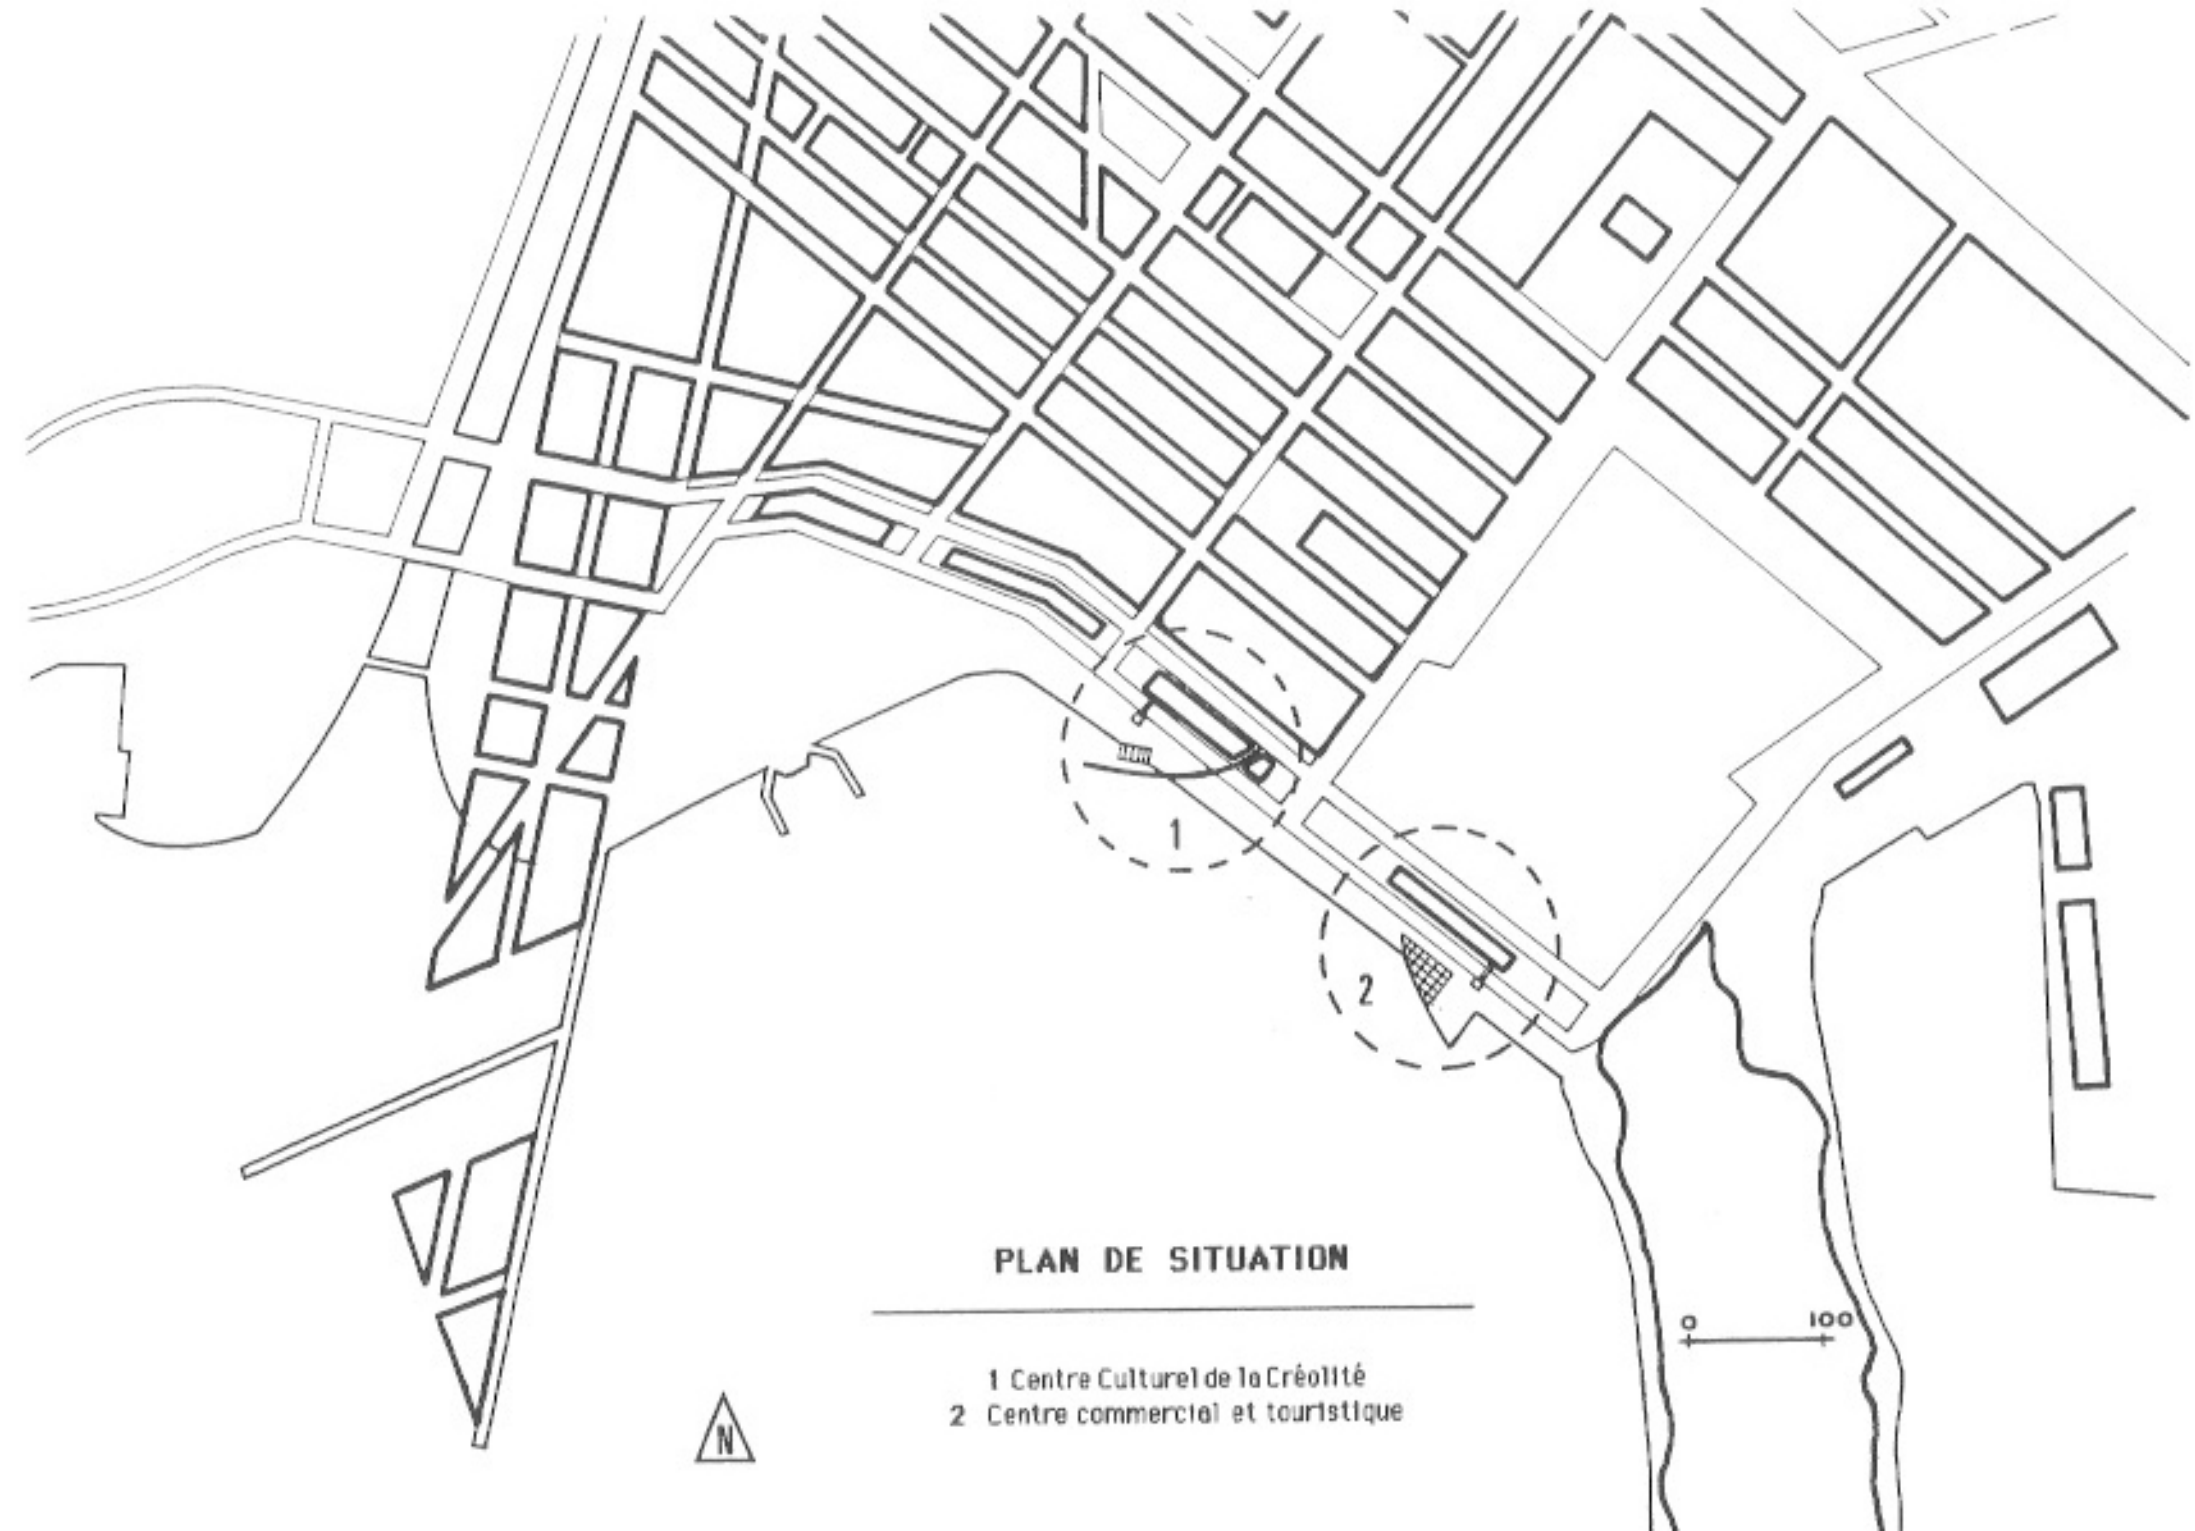 1
2
PLAN DE SITUATION
0 100
1 Centre Culturel de la Créolité
2 Centre commercial et touristique
N